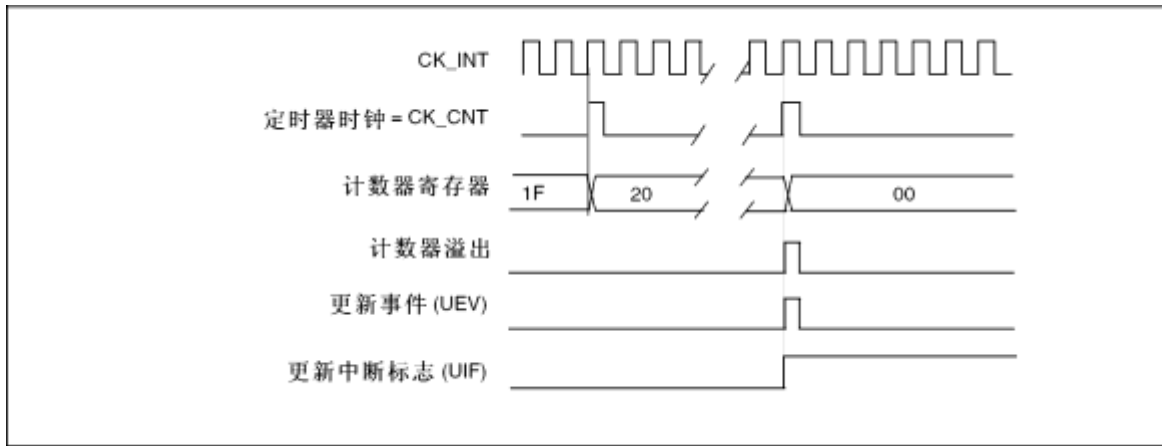 CK_INT
定时器时钟 = CK_CNT
计数器寄存器 1F 20 00
计数器溢出
更新事件 (UEV)
更新中断标志 (UIF)